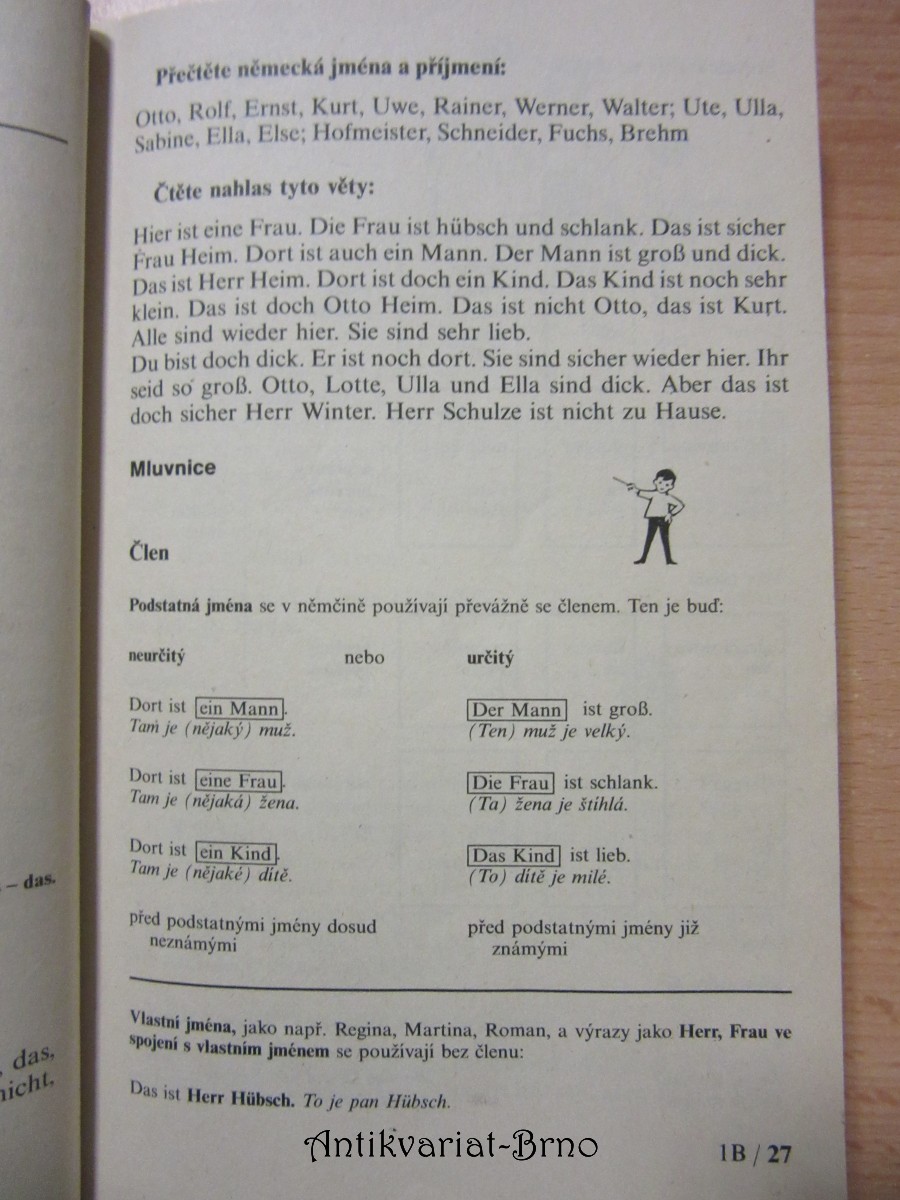 Přečtěte německá jména a příjmení:
Otto, Rolf, Ernst, Kurt, Uwe, Rainer, Werner, Walter; Ute, Ulla,
Sabine, Ella, Else; Hofmeister, Schneider, Fuchs, Brehm
Čtěte nahlas tyto věty:
Hier ist eine Frau. Die Frau ist hübsch und schlank. Das ist sicher
Frau Heim. Dort ist auch ein Mann. Der Mann ist groß und dick.
Das ist Herr Heim. Dort ist doch ein Kind. Das Kind ist noch sehr
klein. Das ist doch Otto Heim. Das ist nicht Otto, das ist Kurt.
Alle sind wieder hier. Sie sind sehr lieb.
Du bist doch dick. Er ist noch dort. Sie sind sicher wieder hier. Ihr
seid so groß. Otto, Lotte, Ulla und Ella sind dick. Aber das ist
doch sicher Herr Winter. Herr Schulze ist nicht zu Hause.
Mluvnice
Člen
Podstatná jména se v němčině používají převážně se členem. Ten je buď:
neurčitý nebo určitý
Dort ist ein Mann. Der Mann ist groß.
Tam je (nějaký) muž. (Ten) muž je velký.
Dort ist eine Frau. Die Frau ist schlank.
Tam je (nějaká) žena. (Ta) žena je štíhlá.
Dort ist ein Kind. Das Kind ist lieb.
Tam je (nějaké) dítě. (To) dítě je milé.
před podstatnými jmény dosud před podstatnými jmény již
neznámými známými
Vlastní jména, jako např. Regina, Martina, Roman, a výrazy jako Herr, Frau ve
spojení s vlastním jménem se používají bez členu:
Das ist Herr Hübsch. To je pan Hübsch.
1B / 27
– das.
, das,
nicht,
Antikvariat-Brno